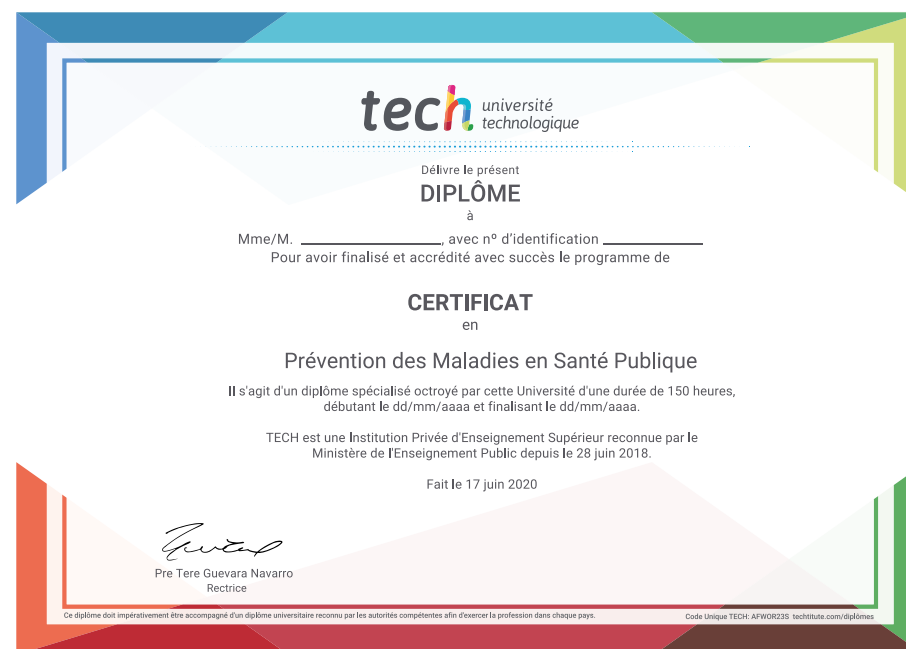 tech université
technologique
Délivre le présent
DIPLÔME
à
Mme/M. ____________________, avec nº d'identification ______________
Pour avoir finalisé et accrédité avec succès le programme de
CERTIFICAT
en
Prévention des Maladies en Santé Publique
Il s'agit d'un diplôme spécialisé octroyé par cette Université d'une durée de 150 heures,
débutant le dd/mm/aaaa et finalisant le dd/mm/aaaa.
TECH est une Institution Privée d'Enseignement Supérieur reconnue par le
Ministère de l'Enseignement Public depuis le 28 juin 2018.
Fait le 17 juin 2020
Pre Tere Guevara Navarro
Rectrice
Ce diplôme doit impérativement être accompagné d'un diplôme universitaire reconnu par les autorités compétentes afin d'exercer la profession dans chaque pays.
Code Unique TECH: AFWOR23S techtitute.com/diplômes